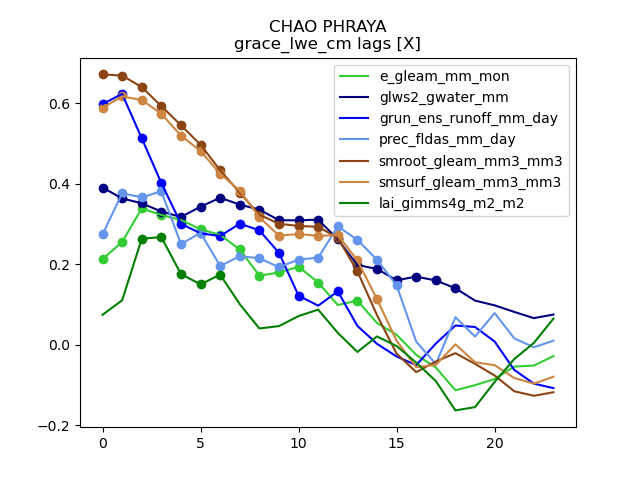 CHAO PHRAYA
grace_lwe_cm lags [X]
e_gleam_mm_mon
glws2_gwater_mm
grun_ens_runoff_mm_day
prec_fldas_mm_day
smroot_gleam_mm3_mm3
smsurf_gleam_mm3_mm3
lai_gimms4g_m2_m2
0.6
0.4
0.2
0.0
−0.2
0 5 10 15 20